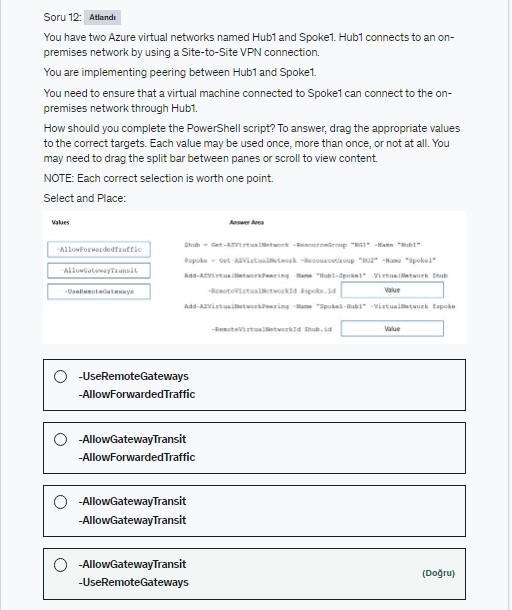 Soru 12: Atlandı
You have two Azure virtual networks named Hub1 and Spoke1. Hub1 connects to an on-
premises network by using a Site-to-Site VPN connection.
You are implementing peering between Hub1 and Spoke1.
You need to ensure that a virtual machine connected to Spoke1 can connect to the on-
premises network through Hub1.
How should you complete the PowerShell script? To answer, drag the appropriate values
to the correct targets. Each value may be used once, more than once, or not at all. You
may need to drag the split bar between panes or scroll to view content.
NOTE: Each correct selection is worth one point.
Select and Place:
Values
Answer Area
-AllowForwardedTraffic
-AllowGatewayTransit
-UseRemoteGateways
$hub = Get-AZVirtualNetwork -ResourceGroup "RG1" -Name "Hub1"
$spoke = Get-AZVirtualNetwork -ResourceGroup "RG2" -Name "Spoke1"
Add-AZVirtualNetworkPeering -Name "Hub1-Spoke1" -VirtualNetwork $hub
-RemoteVirtualNetworkId $spoke.id Value
Add-AZVirtualNetworkPeering -Name "Spoke1-Hub1" -VirtualNetwork $spoke
-RemoteVirtualNetworkId $hub.id Value
-UseRemoteGateways
-AllowForwardedTraffic
-AllowGatewayTransit
-AllowForwardedTraffic
-AllowGatewayTransit
-AllowGatewayTransit
-AllowGatewayTransit
-UseRemoteGateways
(Doğru)